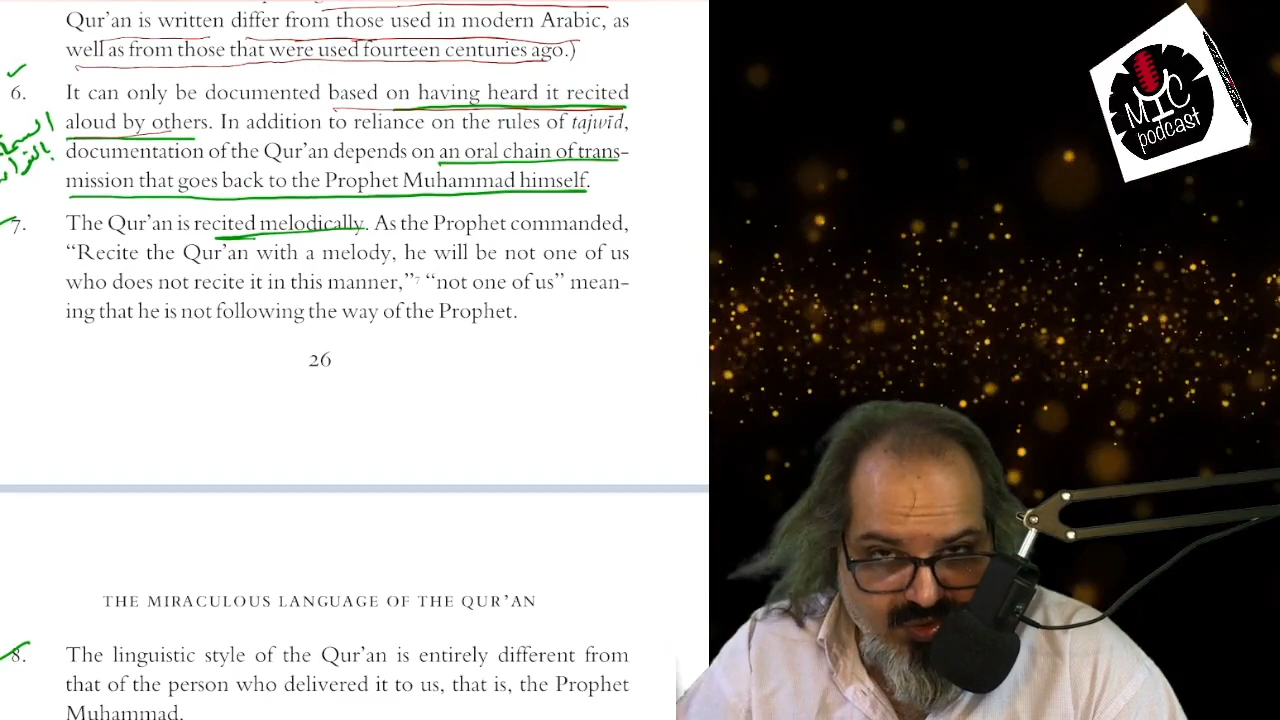 Qur’an is written differ from those used in modern Arabic, as
well as from those that were used fourteen centuries ago.)
6. It can only be documented based on having heard it recited
aloud by others. In addition to reliance on the rules of tajwīd,
documentation of the Qur’an depends on an oral chain of trans-
mission that goes back to the Prophet Muhammad himself.
7. The Qur’an is recited melodically. As the Prophet commanded,
“Recite the Qur’an with a melody, he will be not one of us
who does not recite it in this manner,”7 “not one of us” mean-
ing that he is not following the way of the Prophet.
26
THE MIRACULOUS LANGUAGE OF THE QUR’AN
8. The linguistic style of the Qur’an is entirely different from
that of the person who delivered it to us, that is, the Prophet
Muhammad.
MIC
podcast